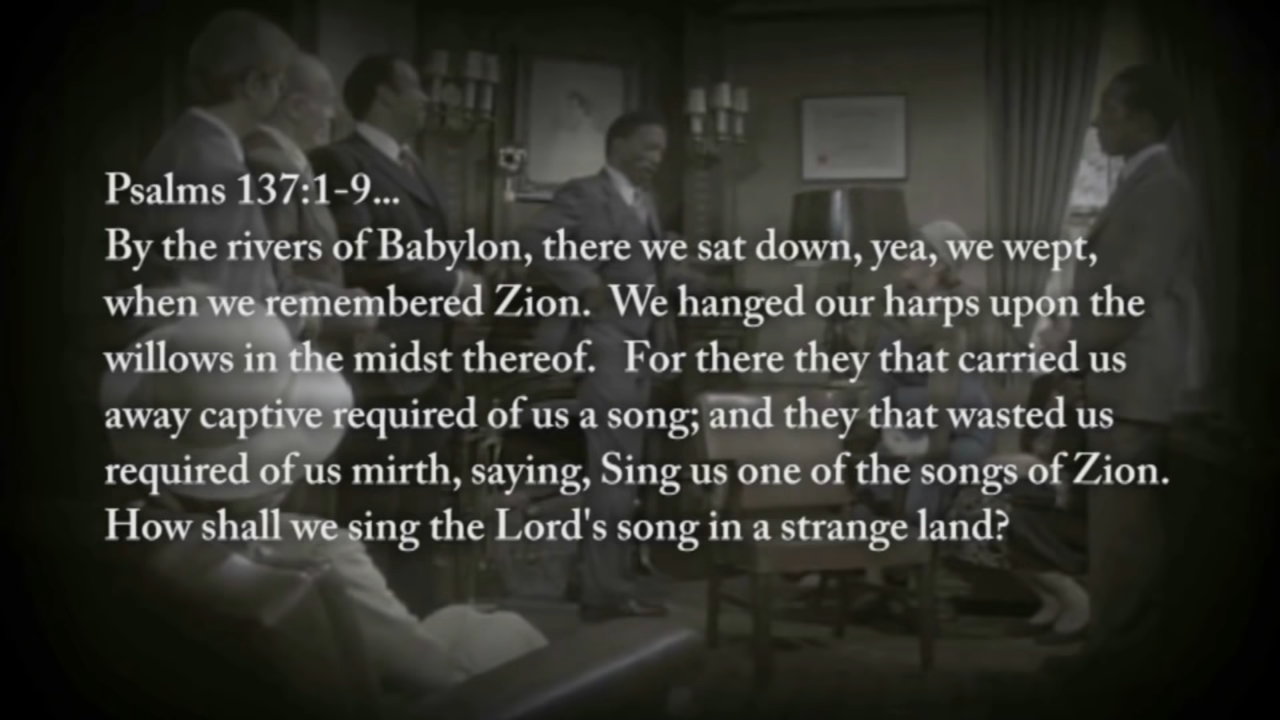 Psalms 137:1-9...
By the rivers of Babylon, there we sat down, yea, we wept,
when we remembered Zion.  We hanged our harps upon the
willows in the midst thereof.   For there they that carried us
away captive required of us a song; and they that wasted us
required of us mirth, saying, Sing us one of the songs of Zion.
How shall we sing the Lord's song in a strange land?